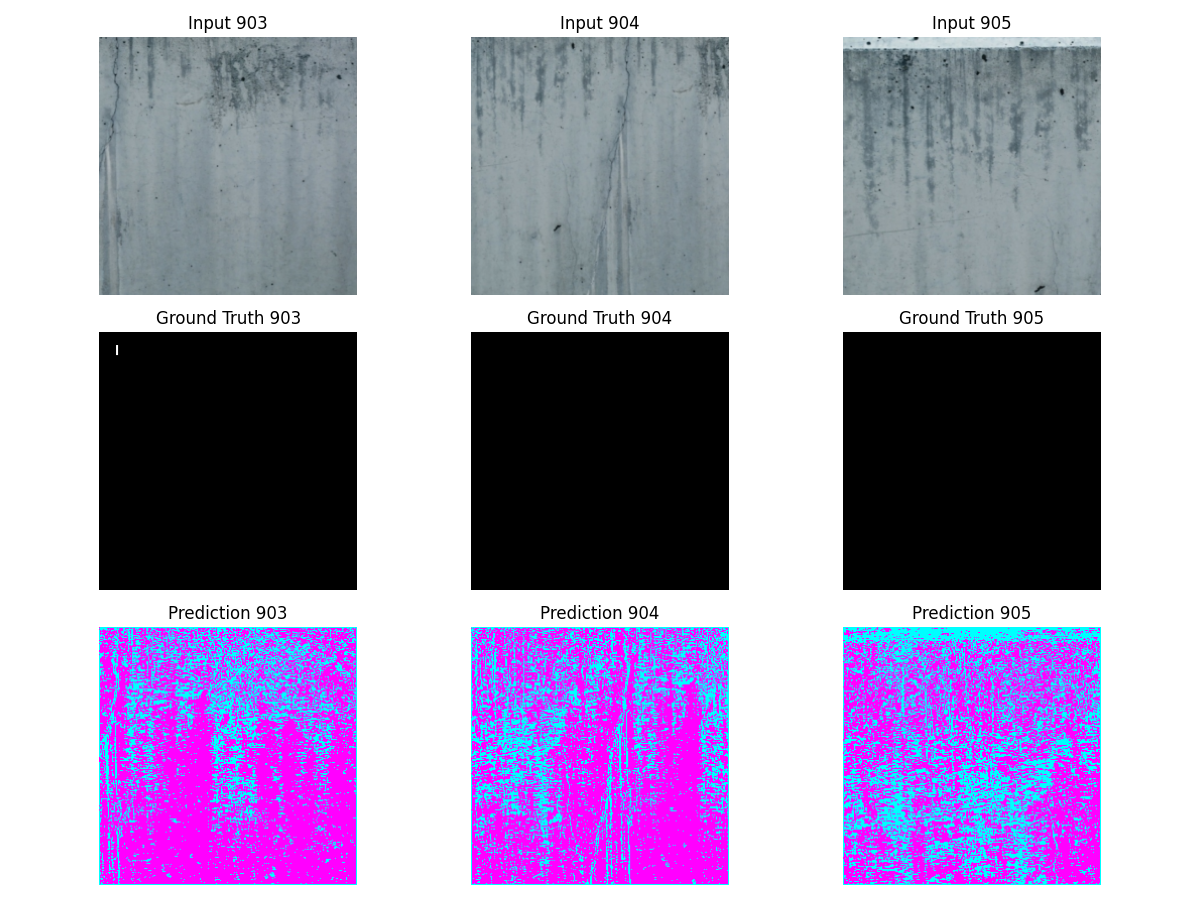 Input 903
Input 904
Input 905
Ground Truth 903
Ground Truth 904
Ground Truth 905
Prediction 903
Prediction 904
Prediction 905